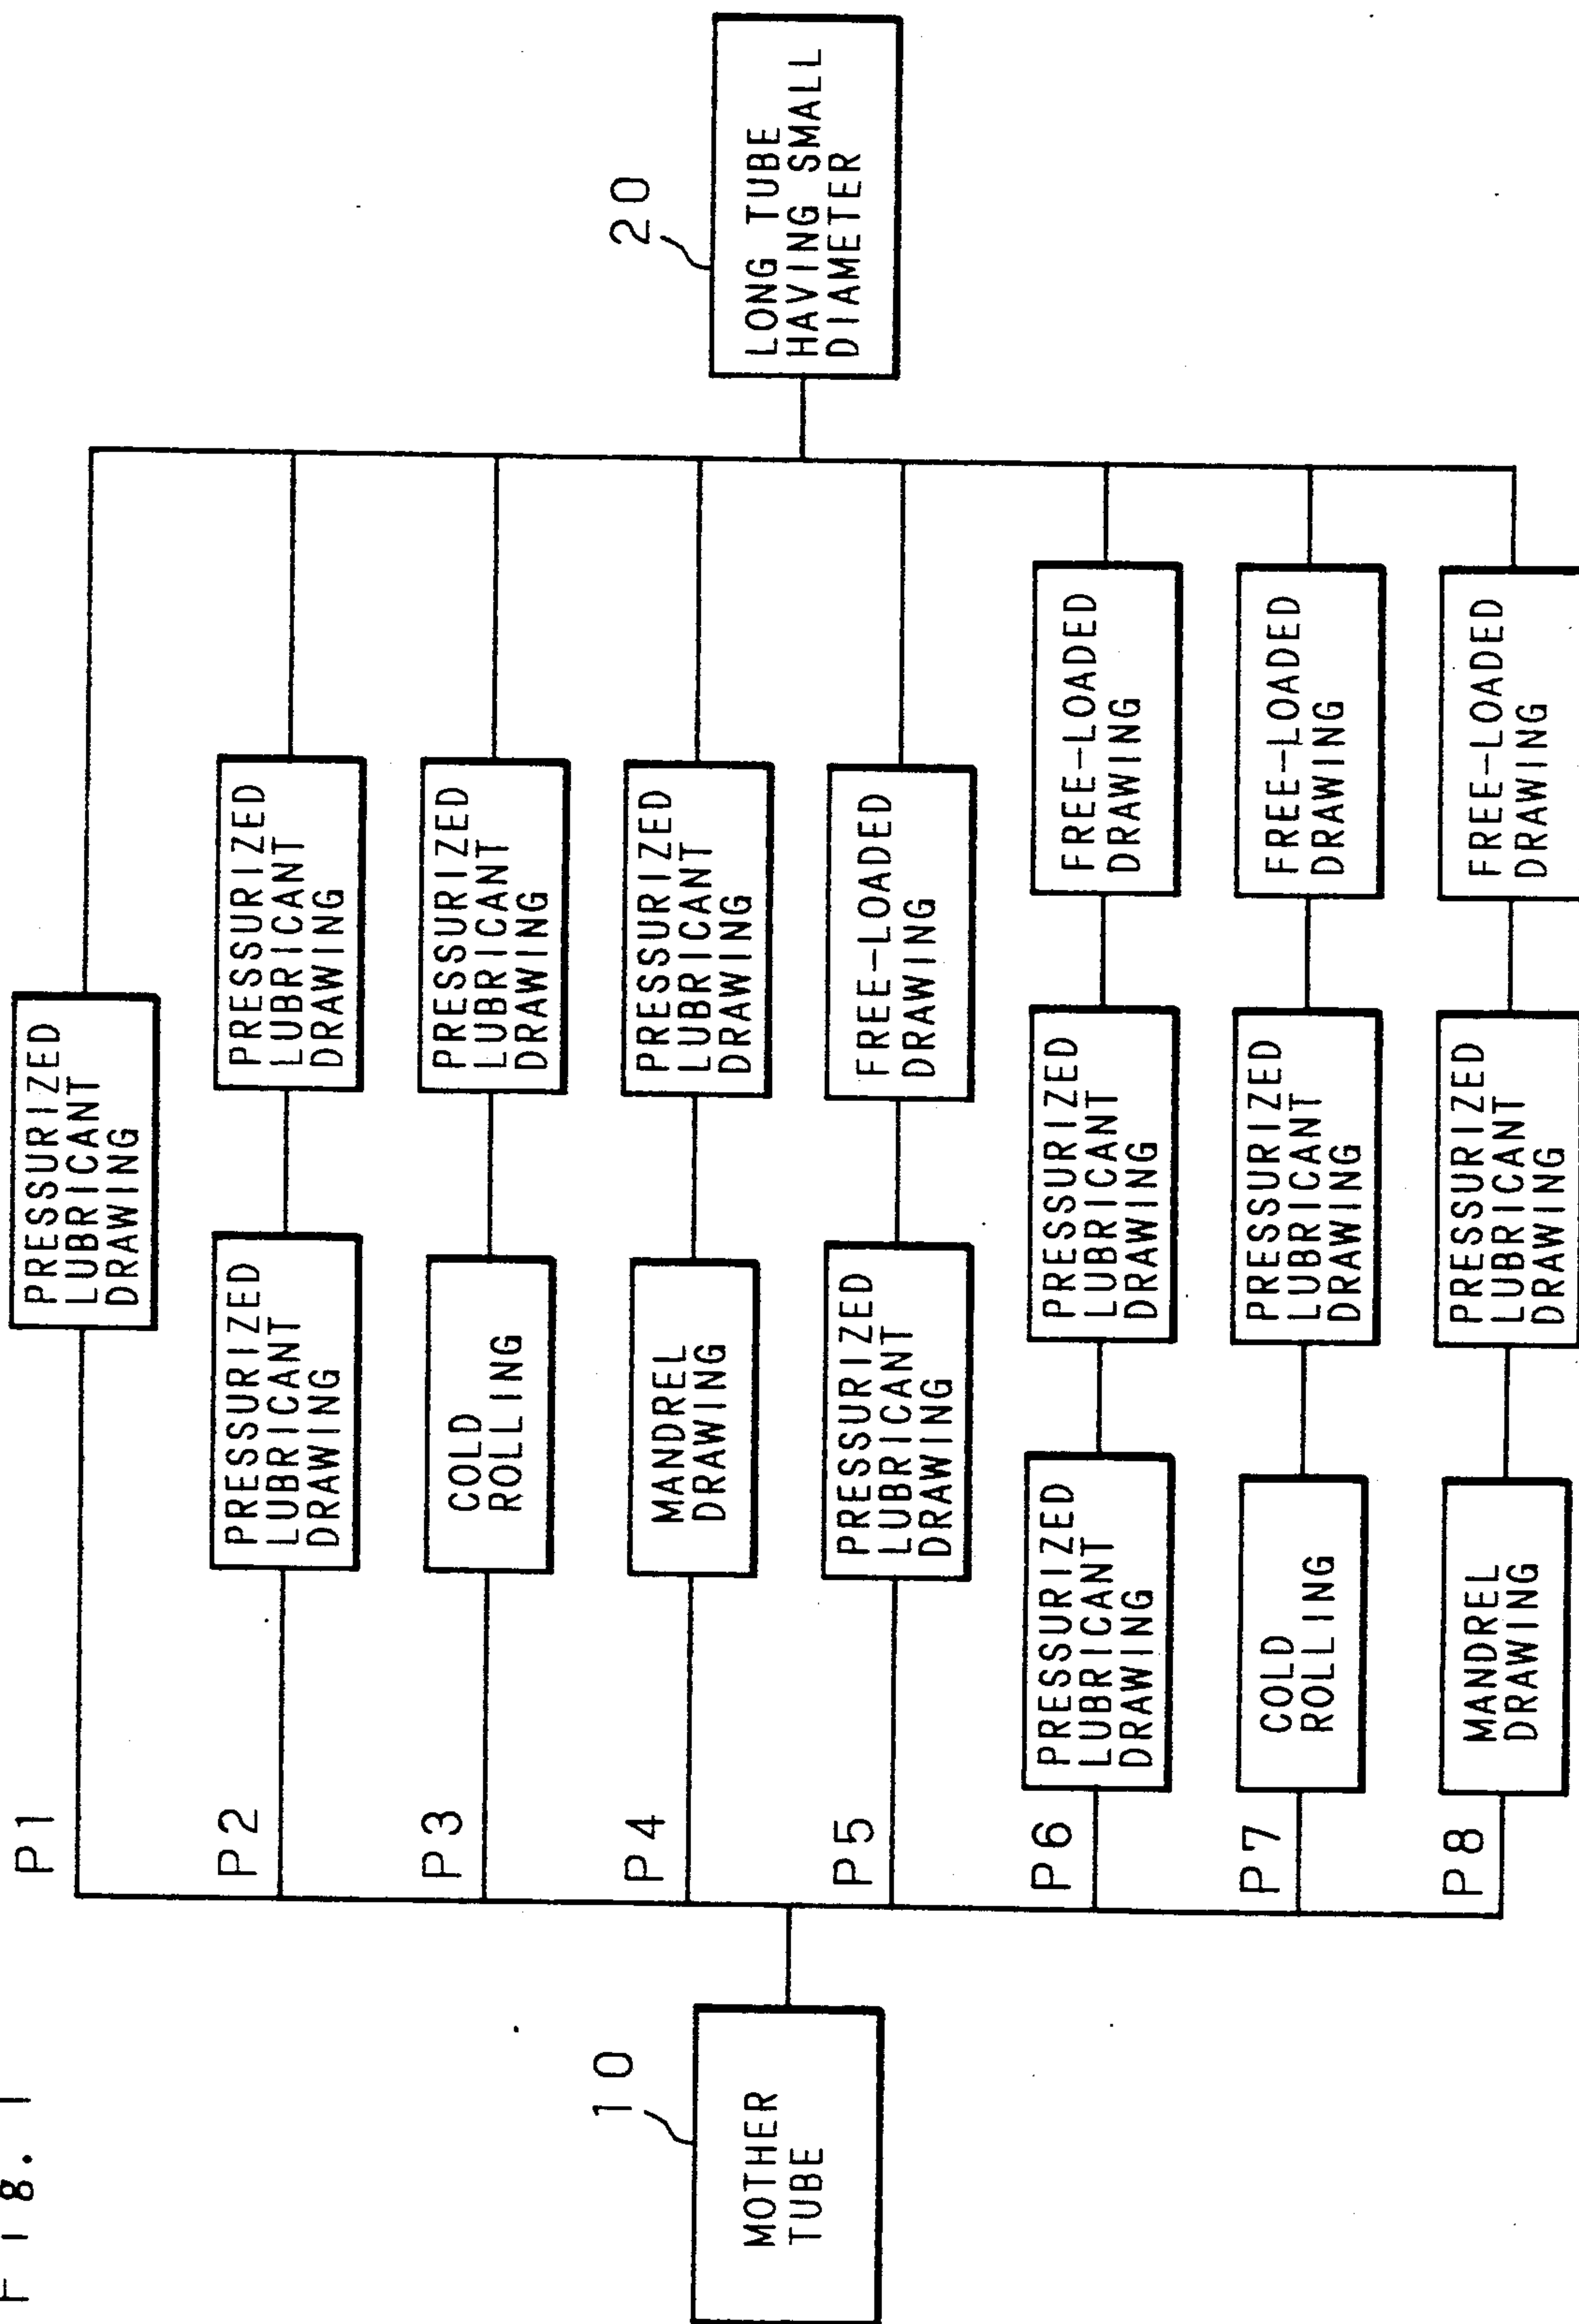 Fig. 1
10
MOTHER
TUBE
P1
PRESSURIZED
LUBRICANT
DRAWING
P2
PRESSURIZED
LUBRICANT
DRAWING
PRESSURIZED
LUBRICANT
DRAWING
P3
COLD
ROLLING
PRESSURIZED
LUBRICANT
DRAWING
P4
MANDREL
DRAWING
PRESSURIZED
LUBRICANT
DRAWING
P5
PRESSURIZED
LUBRICANT
DRAWING
FREE-LOADED
DRAWING
P6
PRESSURIZED
LUBRICANT
DRAWING
PRESSURIZED
LUBRICANT
DRAWING
FREE-LOADED
DRAWING
P7
COLD
ROLLING
PRESSURIZED
LUBRICANT
DRAWING
FREE-LOADED
DRAWING
P8
MANDREL
DRAWING
PRESSURIZED
LUBRICANT
DRAWING
FREE-LOADED
DRAWING
20
LONG TUBE
HAVING SMALL
DIAMETER